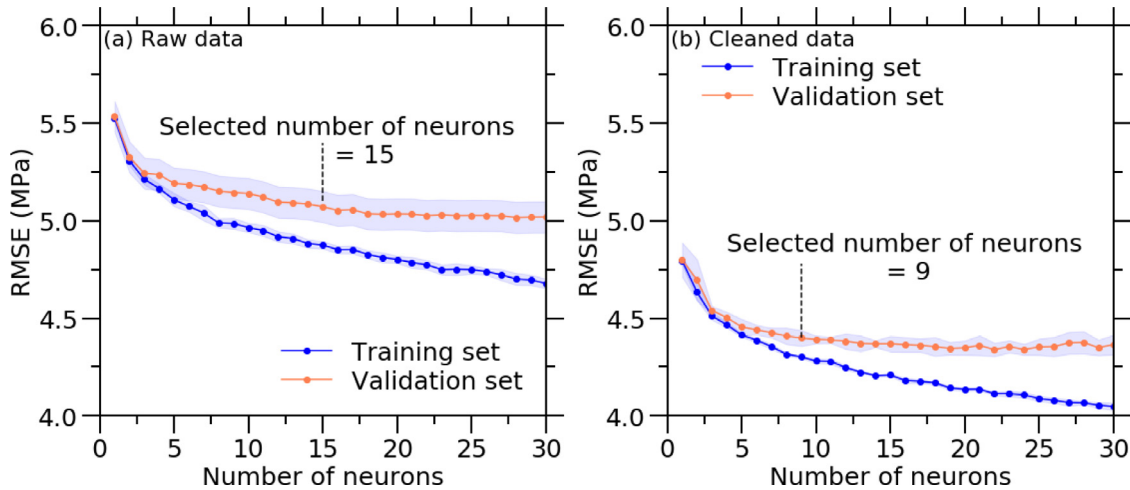 (a) Raw data
6.0
5.5
5.0
4.5
4.0
RMSE (MPa)
Selected number of neurons
= 15
Training set
Validation set
0 5 10 15 20 25 30
Number of neurons
(b) Cleaned data
Training set
Validation set
6.0
5.5
5.0
4.5
4.0
RMSE (MPa)
Selected number of neurons
= 9
0 5 10 15 20 25 30
Number of neurons